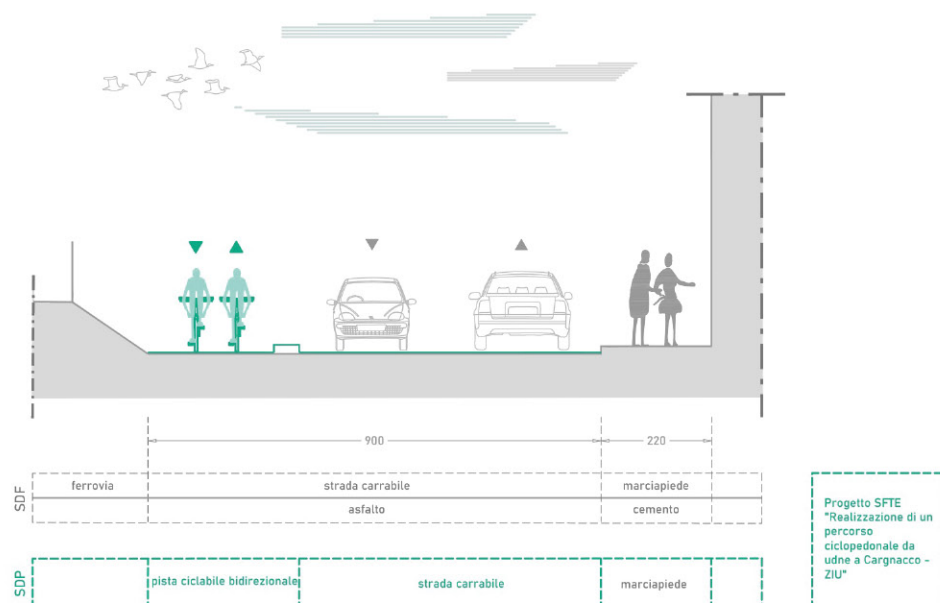 900
220
SDF
ferrovia
strada carrabile
marciapiede
asfalto
cemento
SDP
pista ciclabile bidirezionale
strada carrabile
marciapiede
Progetto SFTE
"Realizzazione di un
percorso
ciclopedonale da
udne a Cargnacco -
ZIU"